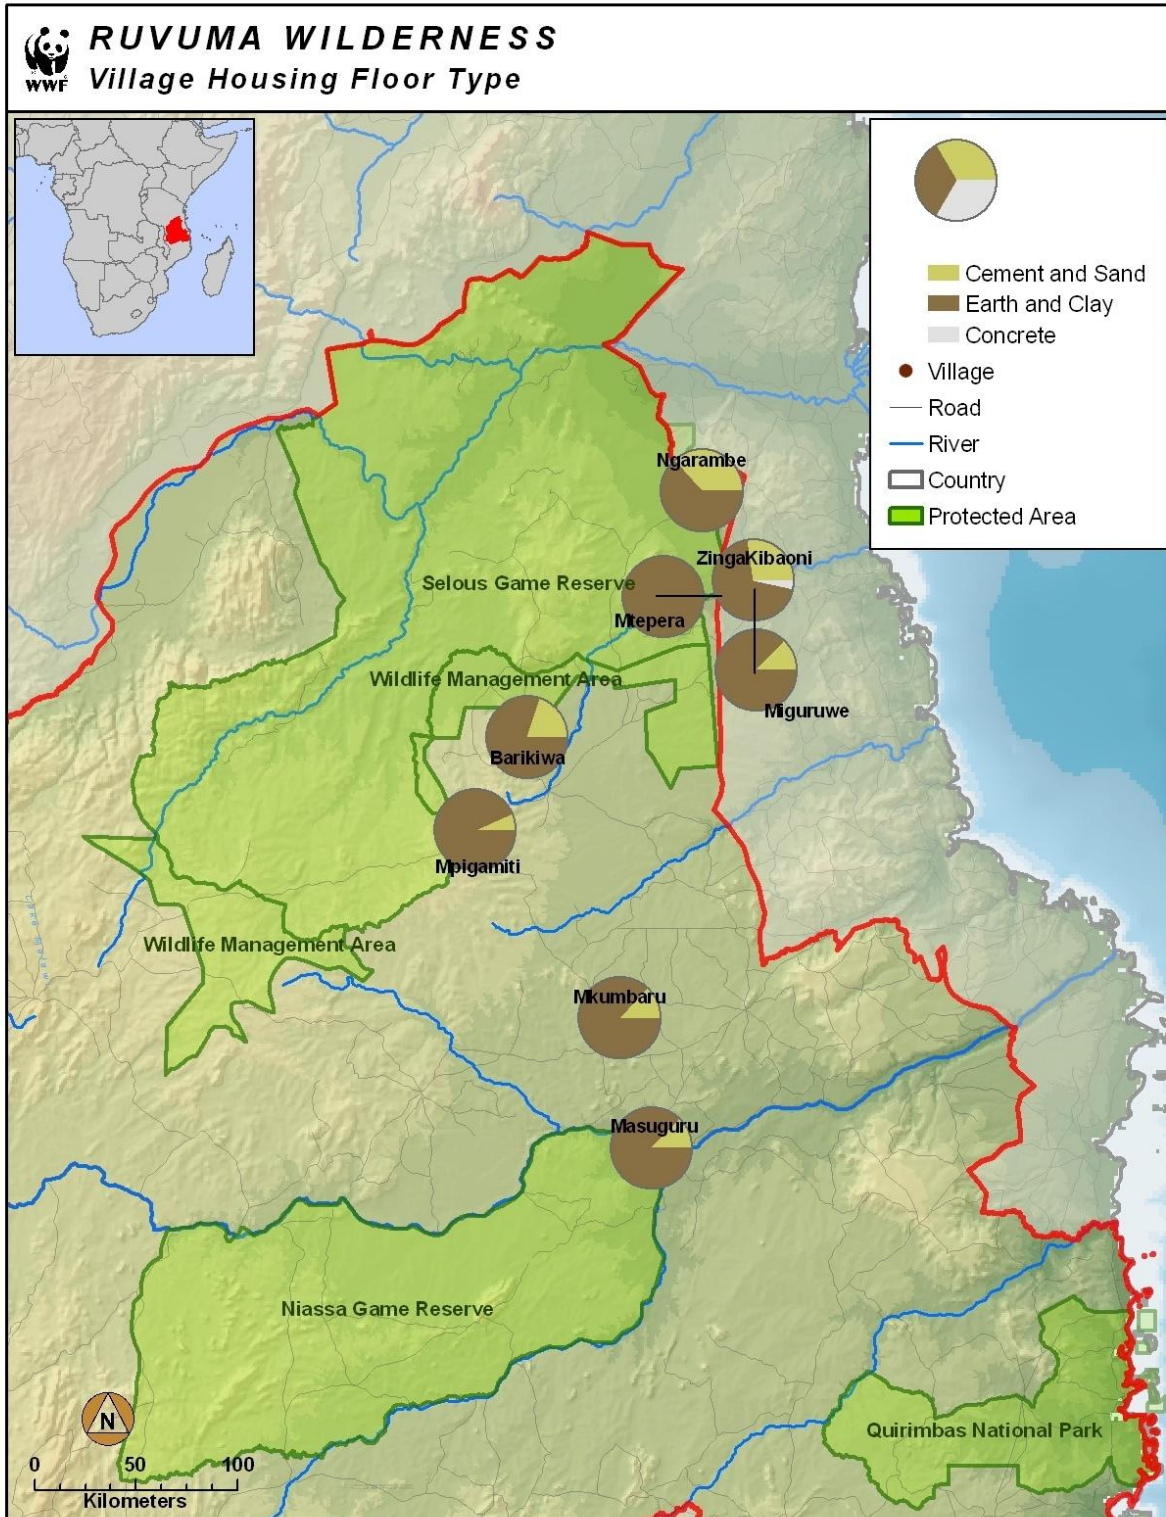 RUVUMA WILDERNESS
WWF
Village Housing Floor Type
Cement and Sand
Earth and Clay
Concrete
Village
Road
River
Country
Protected Area
Ngarambe
ZingaKibaoni
Selous Game Reserve
Mtepera
Wildlife Management Area
Miguruwe
Barikiwa
Mpigamiti
Wildlife Management Area
Mkumbaru
Masuguru
Niassa Game Reserve
Quirimbas National Park
N
0 50 100
Kilometers